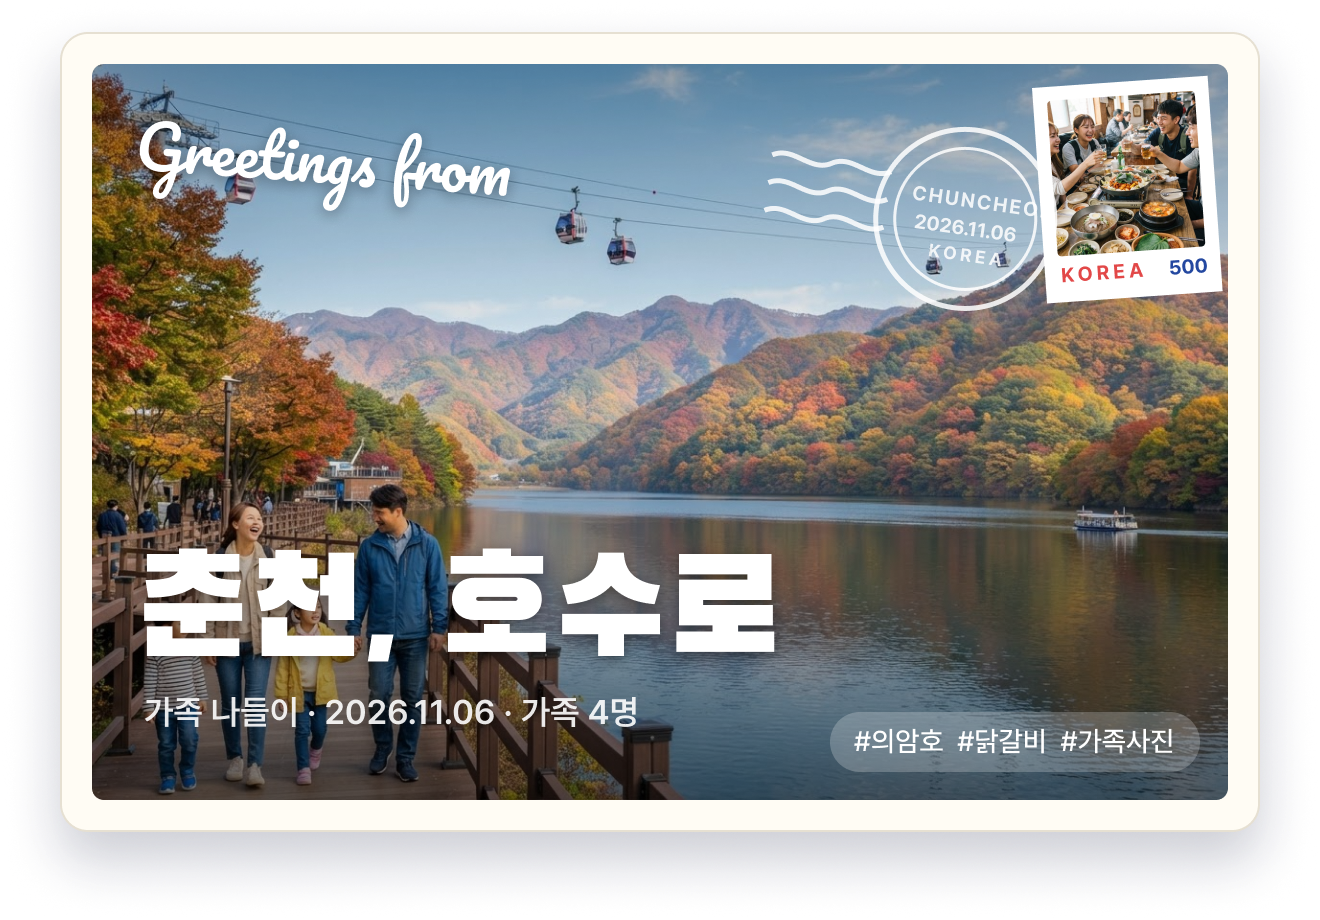 Greetings from
CHUNCHEO
2026.11.06
KOREA
KOREA 500
춘천, 호수로
가족 나들이 · 2026.11.06 · 가족 4명
#의암호 #닭갈비 #가족사진